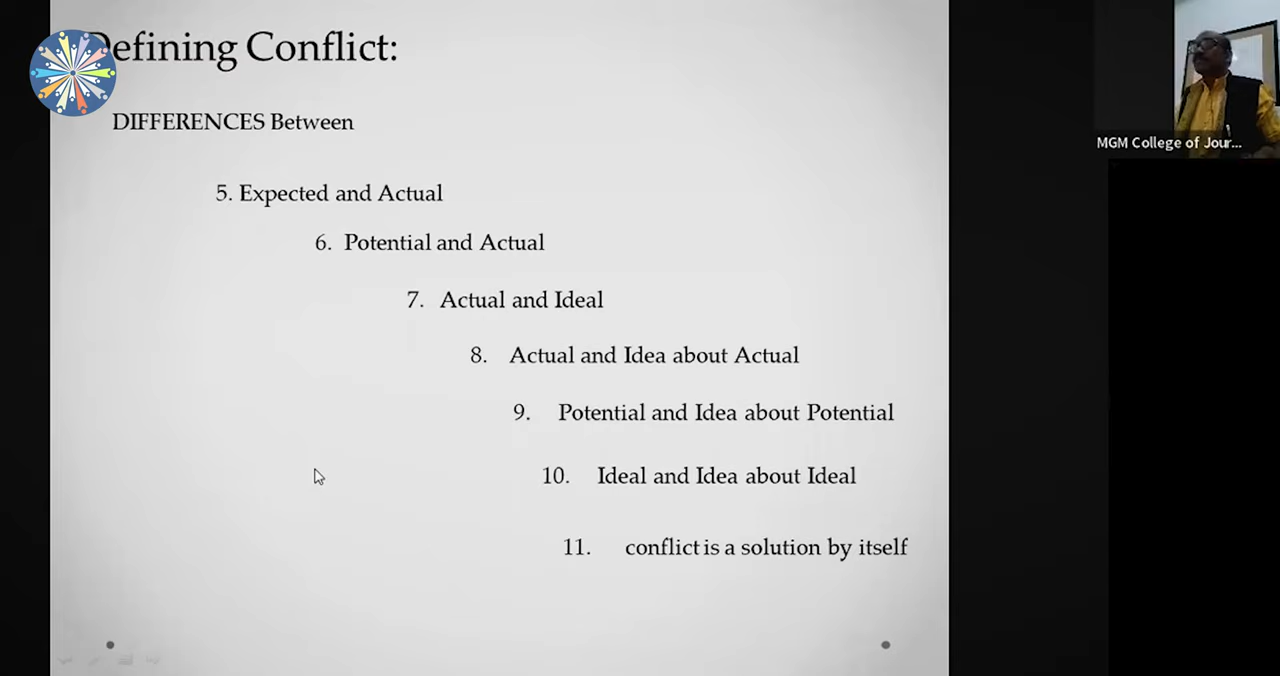 Defining Conflict:
DIFFERENCES Between
5. Expected and Actual
6. Potential and Actual
7. Actual and Ideal
8. Actual and Idea about Actual
9. Potential and Idea about Potential
10. Ideal and Idea about Ideal
11. conflict is a solution by itself
MGM College of Jour...